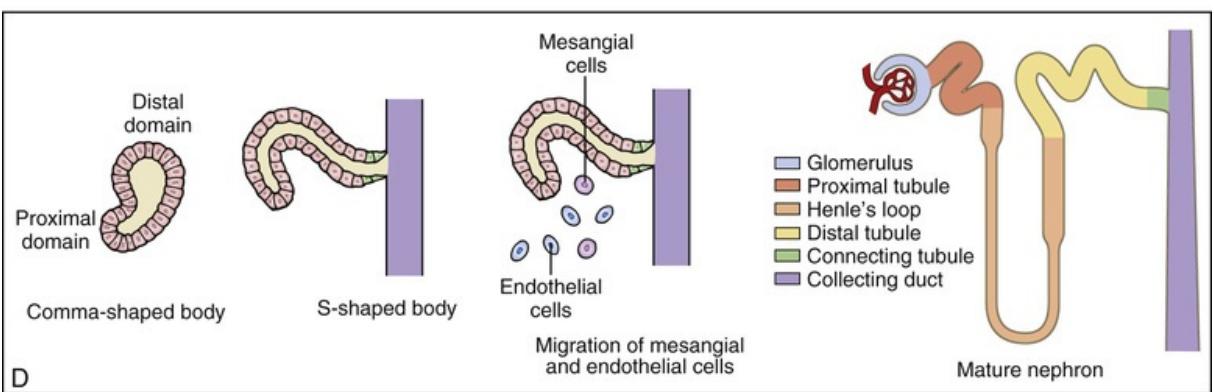 Distal
domain
Proximal
domain
Comma-shaped body
S-shaped body
Mesangial
cells
Endothelial
cells
Migration of mesangial
and endothelial cells
Glomerulus
Proximal tubule
Henle's loop
Distal tubule
Connecting tubule
Collecting duct
Mature nephron
D